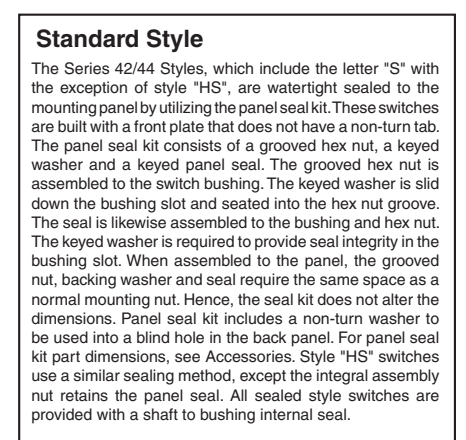 Standard Style
The Series 42/44 Styles, which include the letter "S" with
the exception of style "HS", are watertight sealed to the
mounting panel by utilizing the panel seal kit.These switches
are built with a front plate that does not have a non-turn tab.
The panel seal kit consists of a grooved hex nut, a keyed
washer and a keyed panel seal. The grooved hex nut is
assembled to the switch bushing. The keyed washer is slid
down the bushing slot and seated into the hex nut groove.
The seal is likewise assembled to the bushing and hex nut.
The keyed washer is required to provide seal integrity in the
bushing slot. When assembled to the panel, the grooved
nut, backing washer and seal require the same space as a
normal mounting nut. Hence, the seal kit does not alter the
dimensions. Panel seal kit includes a non-turn washer to
be used into a blind hole in the back panel. For panel seal
kit part dimensions, see Accessories. Style "HS" switches
use a similar sealing method, except the integral assembly
nut retains the panel seal. All sealed style switches are
provided with a shaft to bushing internal seal.